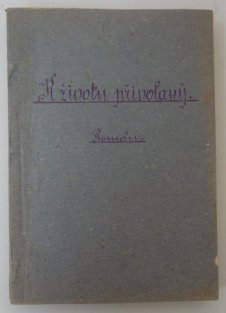 K životu přivolaný.
Román.